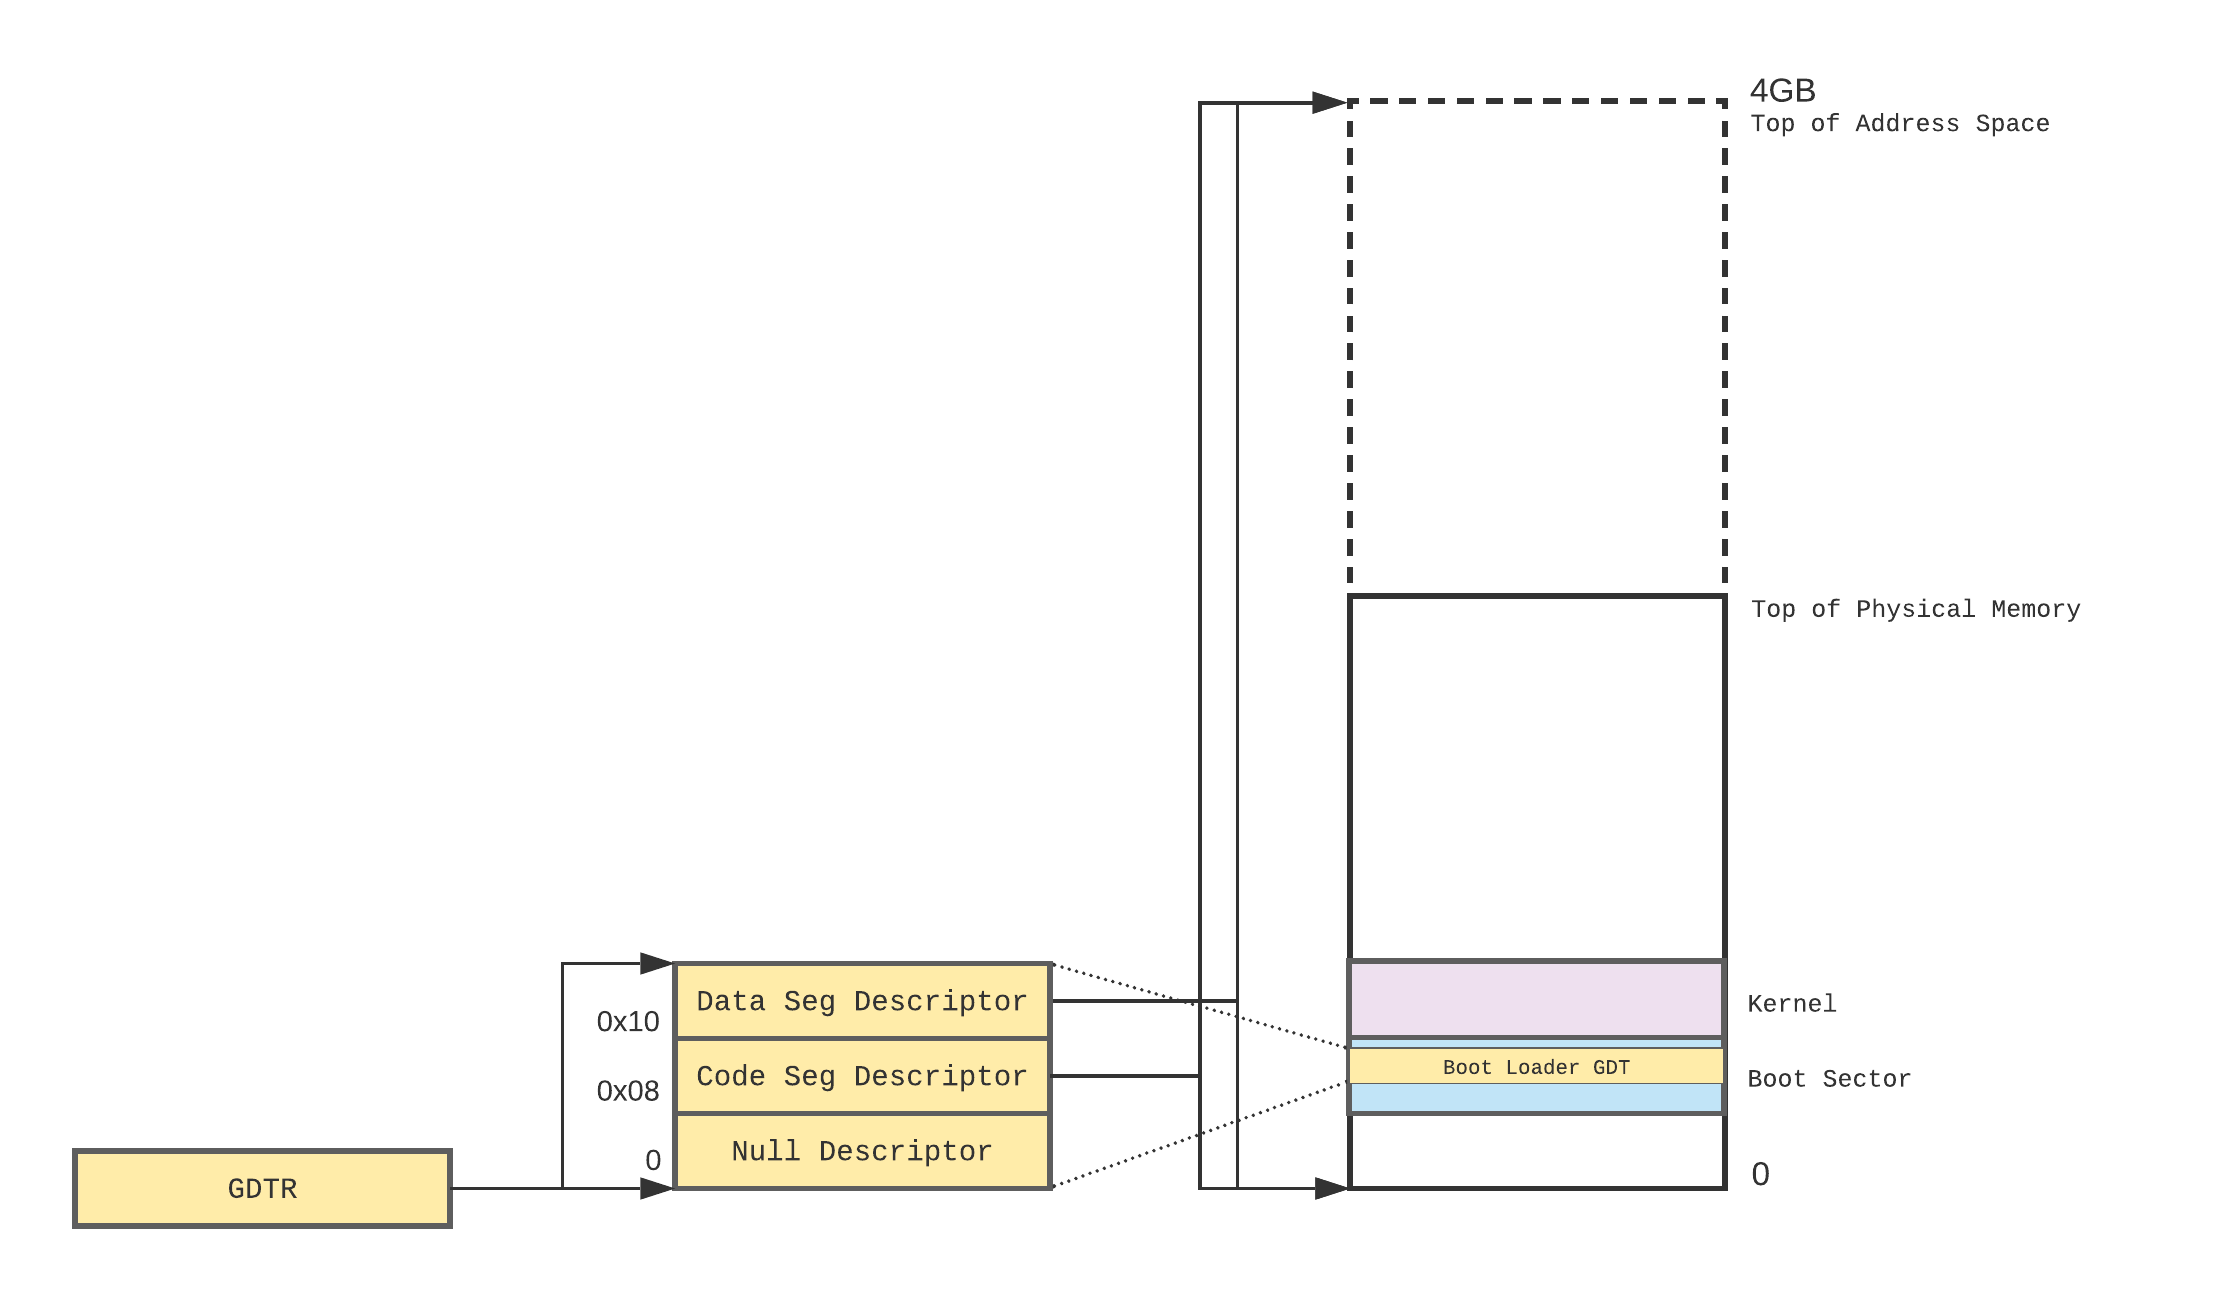 4GB
Top of Address Space
Top of Physical Memory
Data Seg Descriptor
0x10
Code Seg Descriptor
0x08
Null Descriptor
0
GDTR
Kernel
Boot Loader GDT
Boot Sector
0